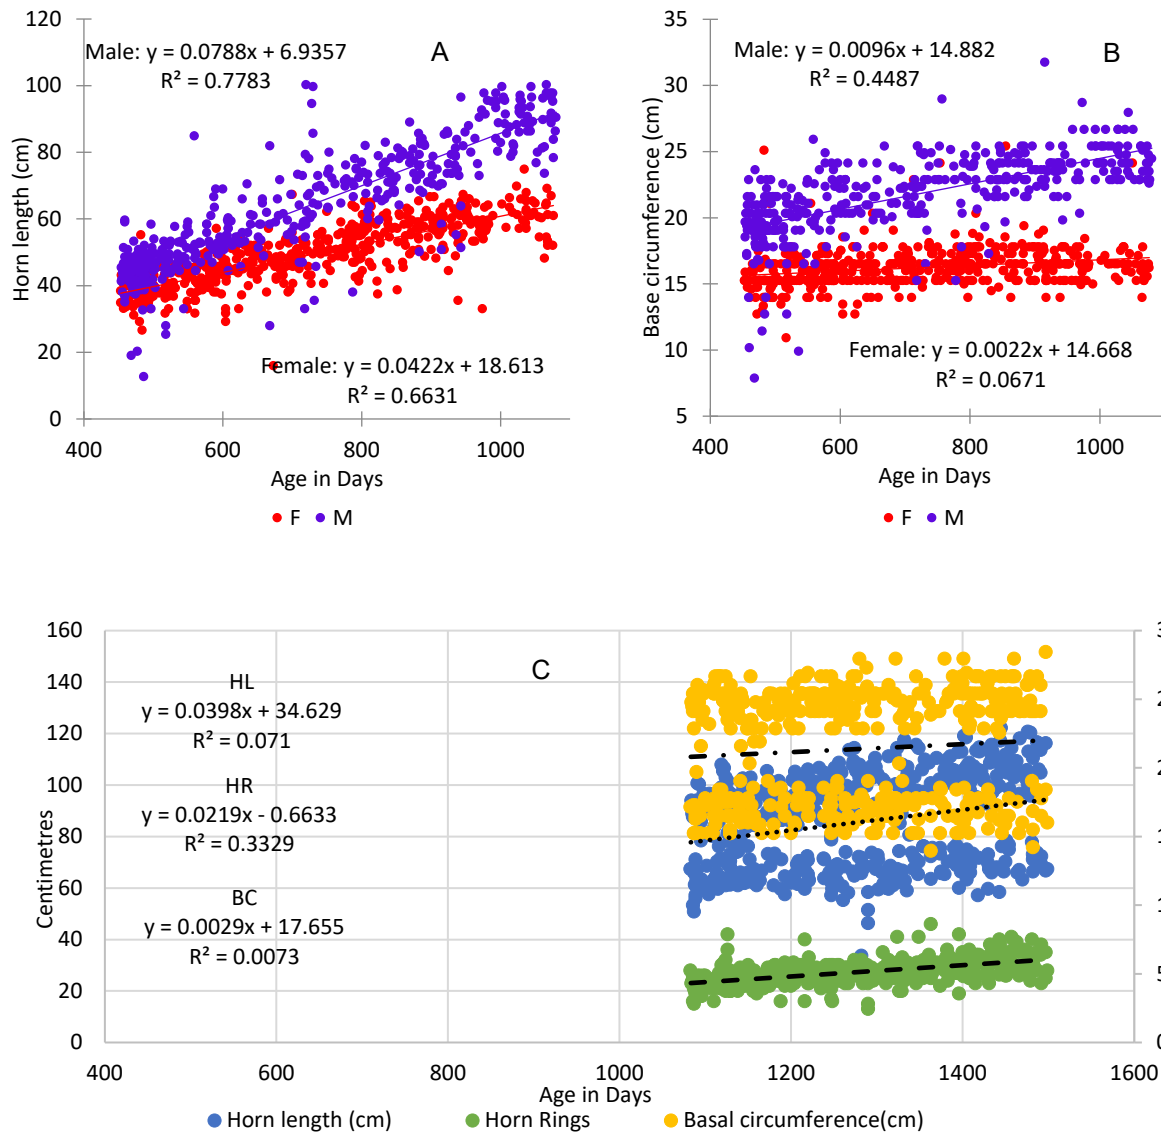 120
100
80
60
40
20
0
Horn length (cm)
Male: y = 0.0788x + 6.9357
R² = 0.7783
A
Female: y = 0.0422x + 18.613
R² = 0.6631
400
600
800
1000
Age in Days
F M
35
30
25
20
15
10
5
Base circumference (cm)
Male: y = 0.0096x + 14.882
R² = 0.4487
B
Female: y = 0.0022x + 14.668
R² = 0.0671
400
600
800
1000
Age in Days
F M
160
140
120
100
80
60
40
20
0
Centimetres
C
HL
y = 0.0398x + 34.629
R² = 0.071
HR
y = 0.0219x - 0.6633
R² = 0.3329
BC
y = 0.0029x + 17.655
R² = 0.0073
5
400
600
800
1000
1200
1400
1600
Age in Days
Horn length (cm) Horn Rings Basal circumference(cm)